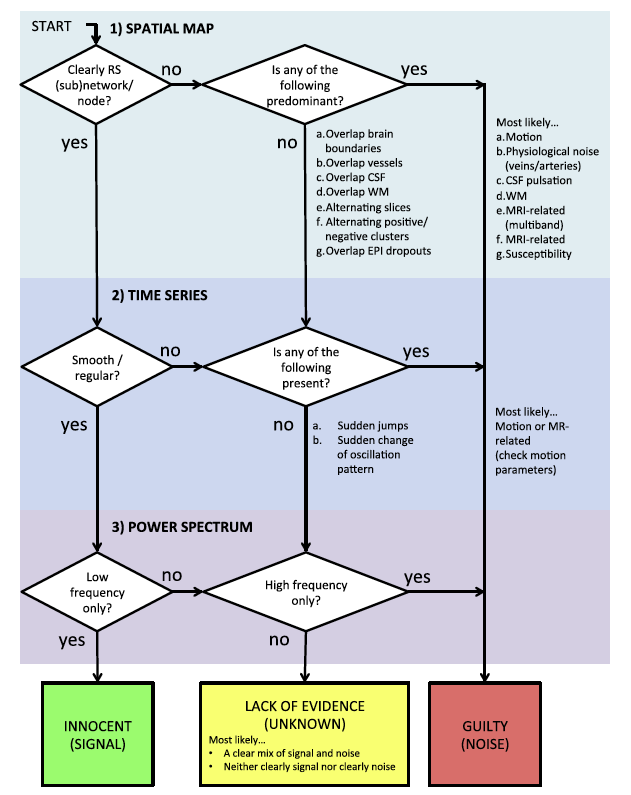 START
1) SPATIAL MAP
Clearly RS
(sub)network/
node?
no
Is any of the
following
predominant?
yes
yes
no
a.Overlap brain
boundaries
b.Overlap vessels
c. Overlap CSF
d.Overlap WM
e.Alternating slices
f. Alternating positive/
negative clusters
g.Overlap EPI dropouts
Most likely…
a.Motion
b.Physiological noise
(veins/arteries)
c. CSF pulsation
d.WM
e.MRI-related
(multiband)
f. MRI-related
g.Susceptibility
2) TIME SERIES
Smooth /
regular?
no
Is any of the
following
present?
yes
yes
no
a. Sudden jumps
b. Sudden change
of oscillation
pattern
Most likely…
Motion or MR-
related
(check motion
parameters)
3) POWER SPECTRUM
Low
frequency
only?
no
High frequency
only?
yes
yes
no
INNOCENT
(SIGNAL)
LACK OF EVIDENCE
(UNKNOWN)
Most likely…
• A clear mix of signal and noise
• Neither clearly signal nor clearly noise
GUILTY
(NOISE)